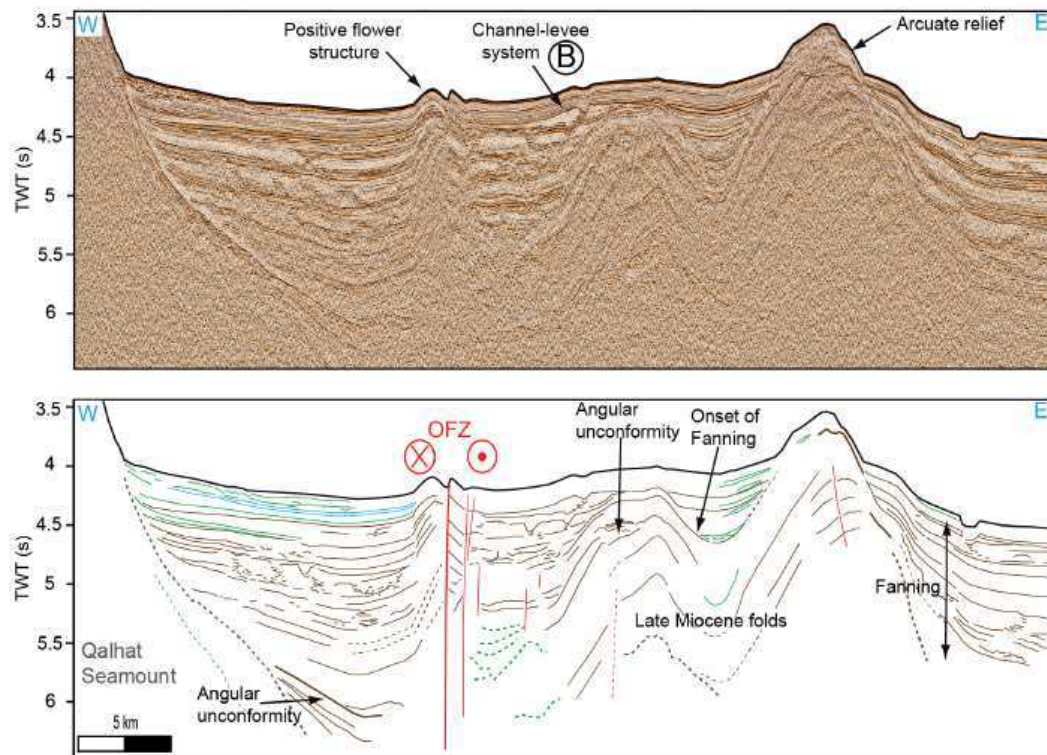 W
E
Positive flower
structure
Channel-levee
system
B
Arcuate relief
3.5
4
4.5
5
5.5
6
TWT (s)
W
E
OFZ
Angular
unconformity
Onset of
Fanning
3.5
4
4.5
5
5.5
6
TWT (s)
Fanning
Late Miocene folds
Qalhat
Seamount
Angular
unconformity
5 km